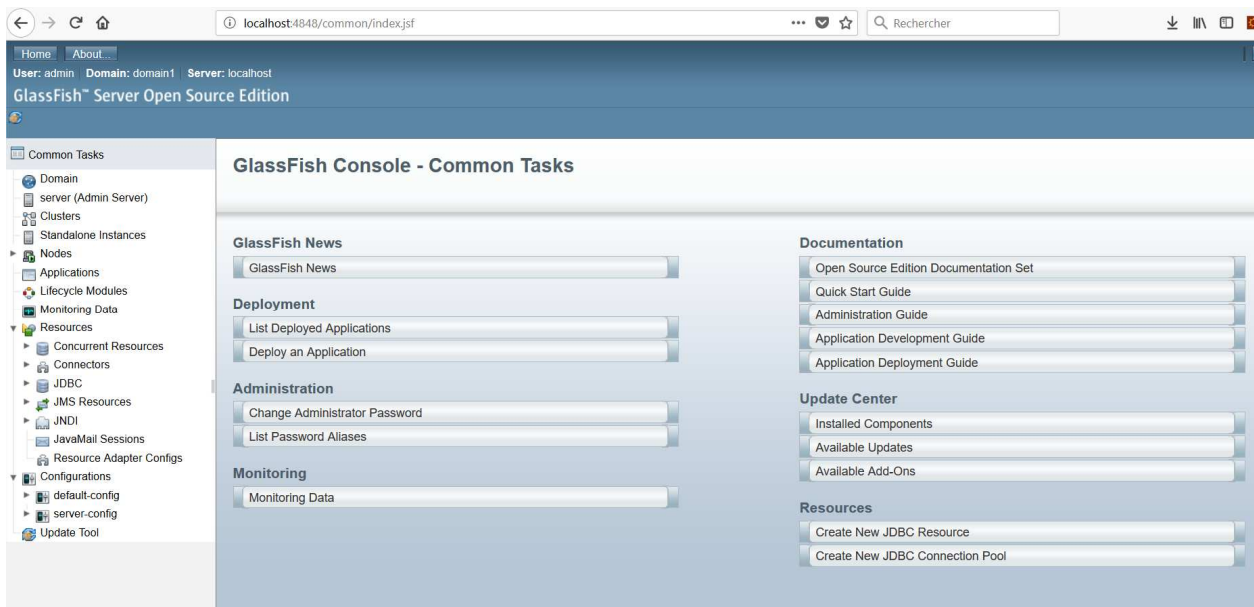 localhost:4848/common/index.jsf
Rechercher
Home About...
User: admin Domain: domain1 Server: localhost
GlassFish™ Server Open Source Edition
Common Tasks
Domain
server (Admin Server)
Clusters
Standalone Instances
Nodes
Applications
Lifecycle Modules
Monitoring Data
Resources
Concurrent Resources
Connectors
JDBC
JMS Resources
JNDI
JavaMail Sessions
Resource Adapter Configs
Configurations
default-config
server-config
Update Tool
GlassFish Console - Common Tasks
GlassFish News
GlassFish News
Deployment
List Deployed Applications
Deploy an Application
Administration
Change Administrator Password
List Password Aliases
Monitoring
Monitoring Data
Documentation
Open Source Edition Documentation Set
Quick Start Guide
Administration Guide
Application Development Guide
Application Deployment Guide
Update Center
Installed Components
Available Updates
Available Add-Ons
Resources
Create New JDBC Resource
Create New JDBC Connection Pool